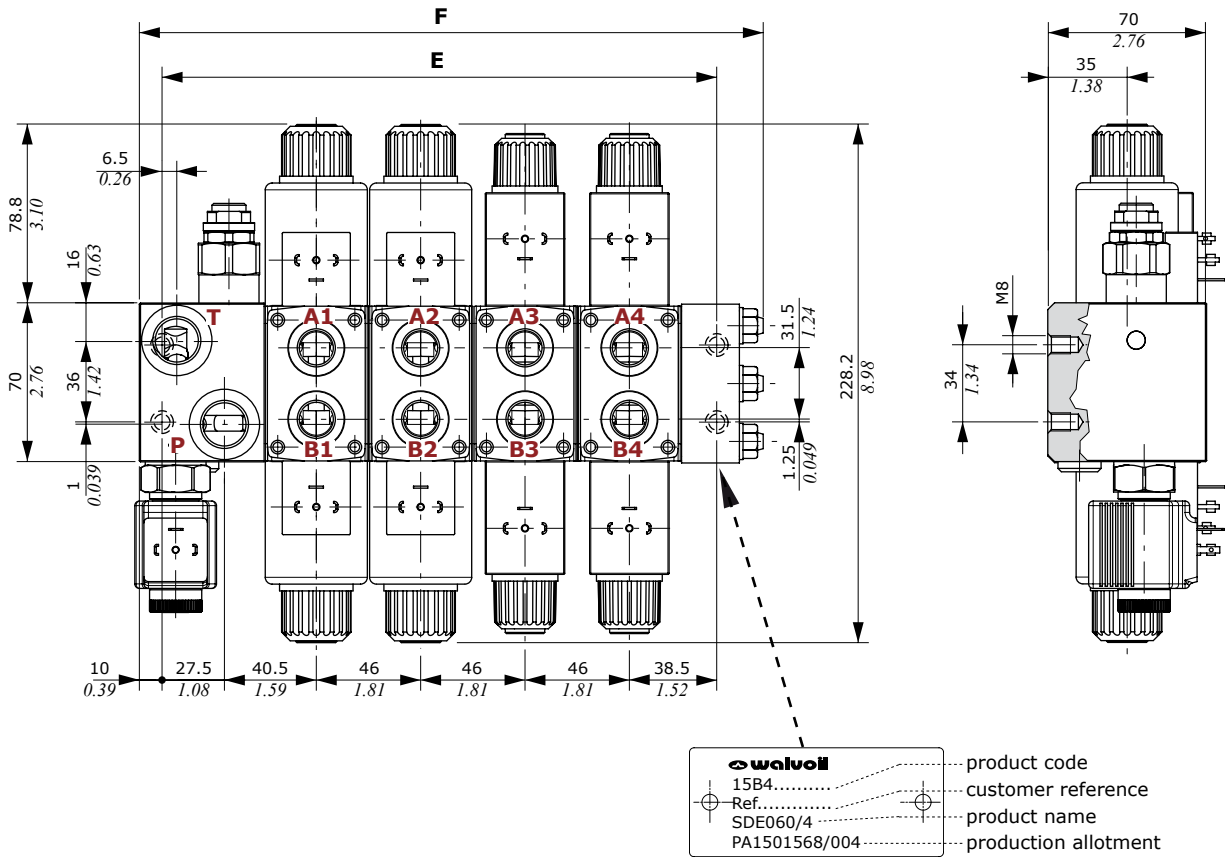 F
70
2.76
E
35
1.38
6.5
0.26
78.8
3.10
16
0.63
T
A1
A2
A3
A4
31.5
1.24
M8
70
2.76
36
1.42
228.2
8.98
34
1.34
P
B1
B2
B3
B4
1
0.039
1.25
0.049
10
0.39
27.5
1.08
40.5
1.59
46
1.81
46
1.81
46
1.81
38.5
1.52
walvoil
15B4.......... product code
Ref............. customer reference
SDE060/4 product name
PA1501568/004 production allotment